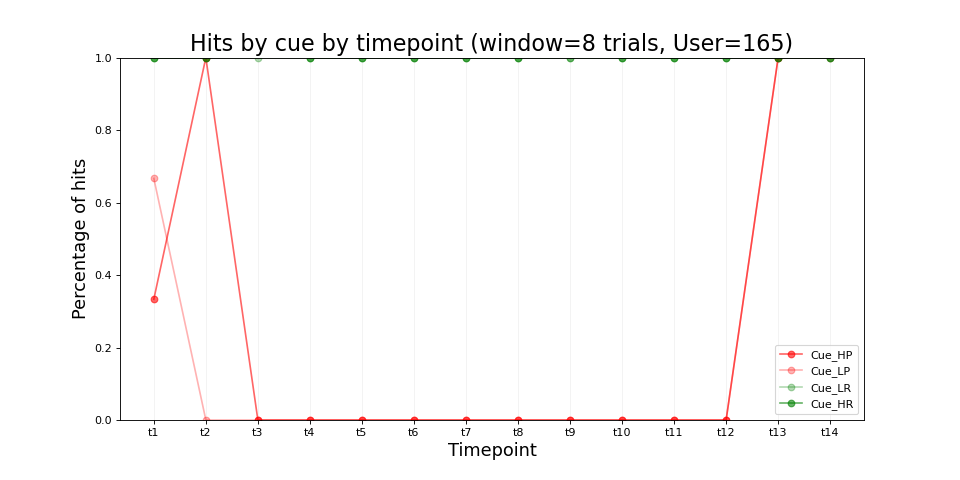 Hits by cue by timepoint (window=8 trials, User=165)
Percentage of hits
1.0
0.8
0.6
0.4
0.2
0.0
t1 t2 t3 t4 t5 t6 t7 t8 t9 t10 t11 t12 t13 t14
Timepoint
Cue_HP
Cue_LP
Cue_LR
Cue_HR